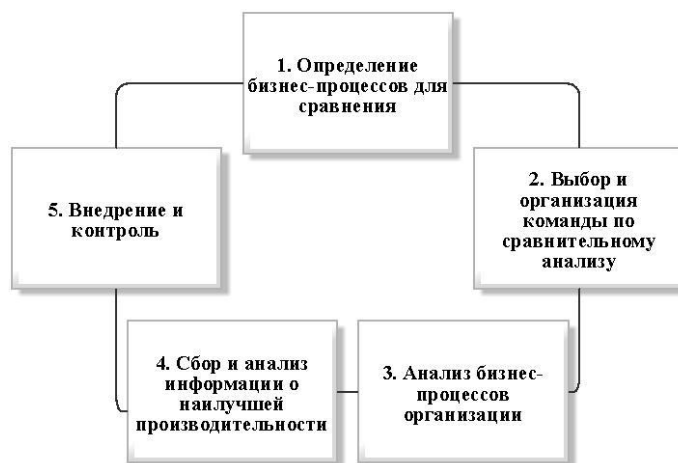 1. Определение
бизнес-процессов для
сравнения
2. Выбор и
организация
команды по
сравнительному
анализу
3. Анализ бизнес-
процессов
организации
4. Сбор и анализ
информации о
наилучшей
производительности
5. Внедрение и
контроль